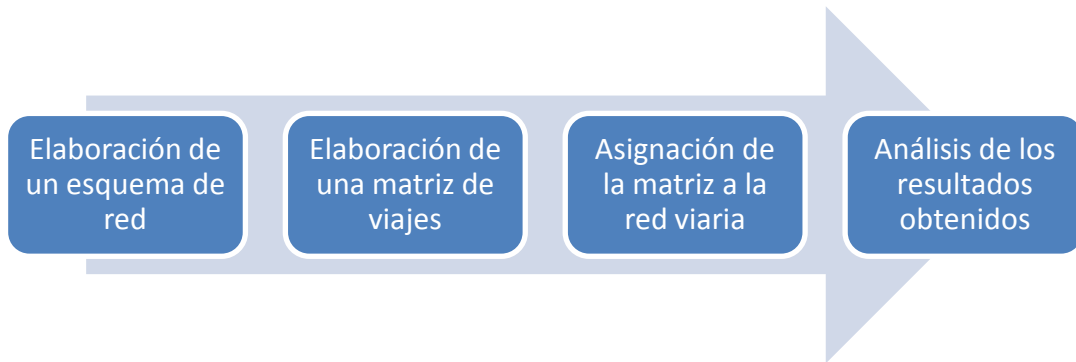 Elaboración de
un esquema de
red
Elaboración de
una matriz de
viajes
Asignación de
la matriz a la
red viaria
Análisis de los
resultados
obtenidos